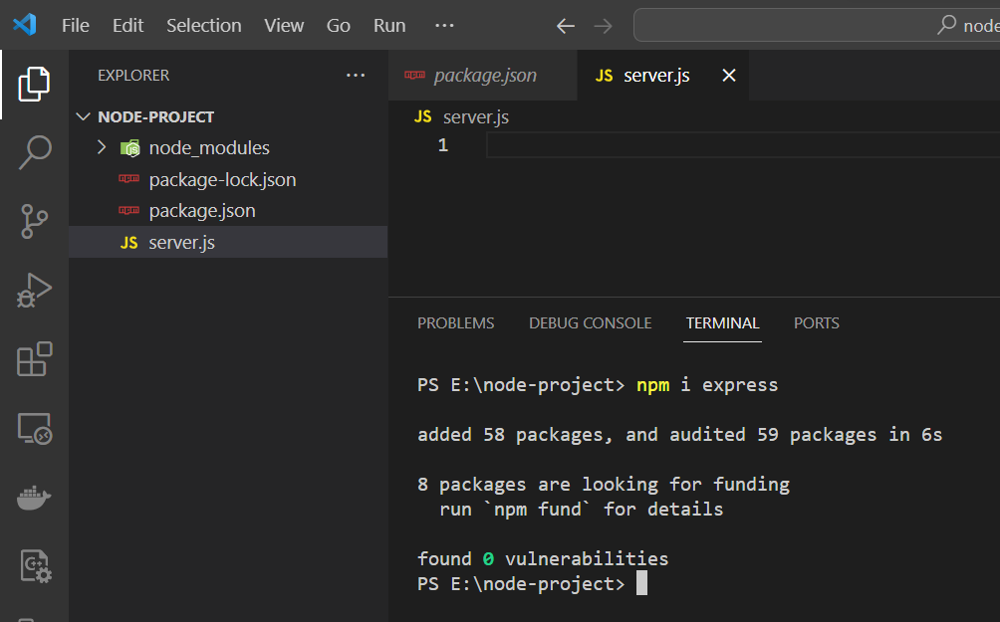 File Edit Selection View Go Run ··· ← → node
EXPLORER ···
NODE-PROJECT
node_modules
package-lock.json
package.json
JS server.js
package.json JS server.js ×
JS server.js
1
PROBLEMS DEBUG CONSOLE TERMINAL PORTS
PS E:\node-project> npm i express
added 58 packages, and audited 59 packages in 6s
8 packages are looking for funding
run `npm fund` for details
found 0 vulnerabilities
PS E:\node-project>